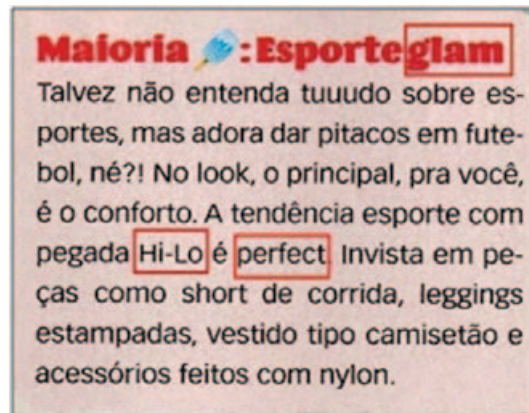 Maioria : Esporte glam
Talvez não entenda tuuudo sobre es-
portes, mas adora dar pitacos em fute-
bol, né?! No look, o principal, pra você,
é o conforto. A tendência esporte com
pegada Hi-Lo é perfect. Invista em pe-
ças como short de corrida, leggings
estampadas, vestido tipo camisetão e
acessórios feitos com nylon.